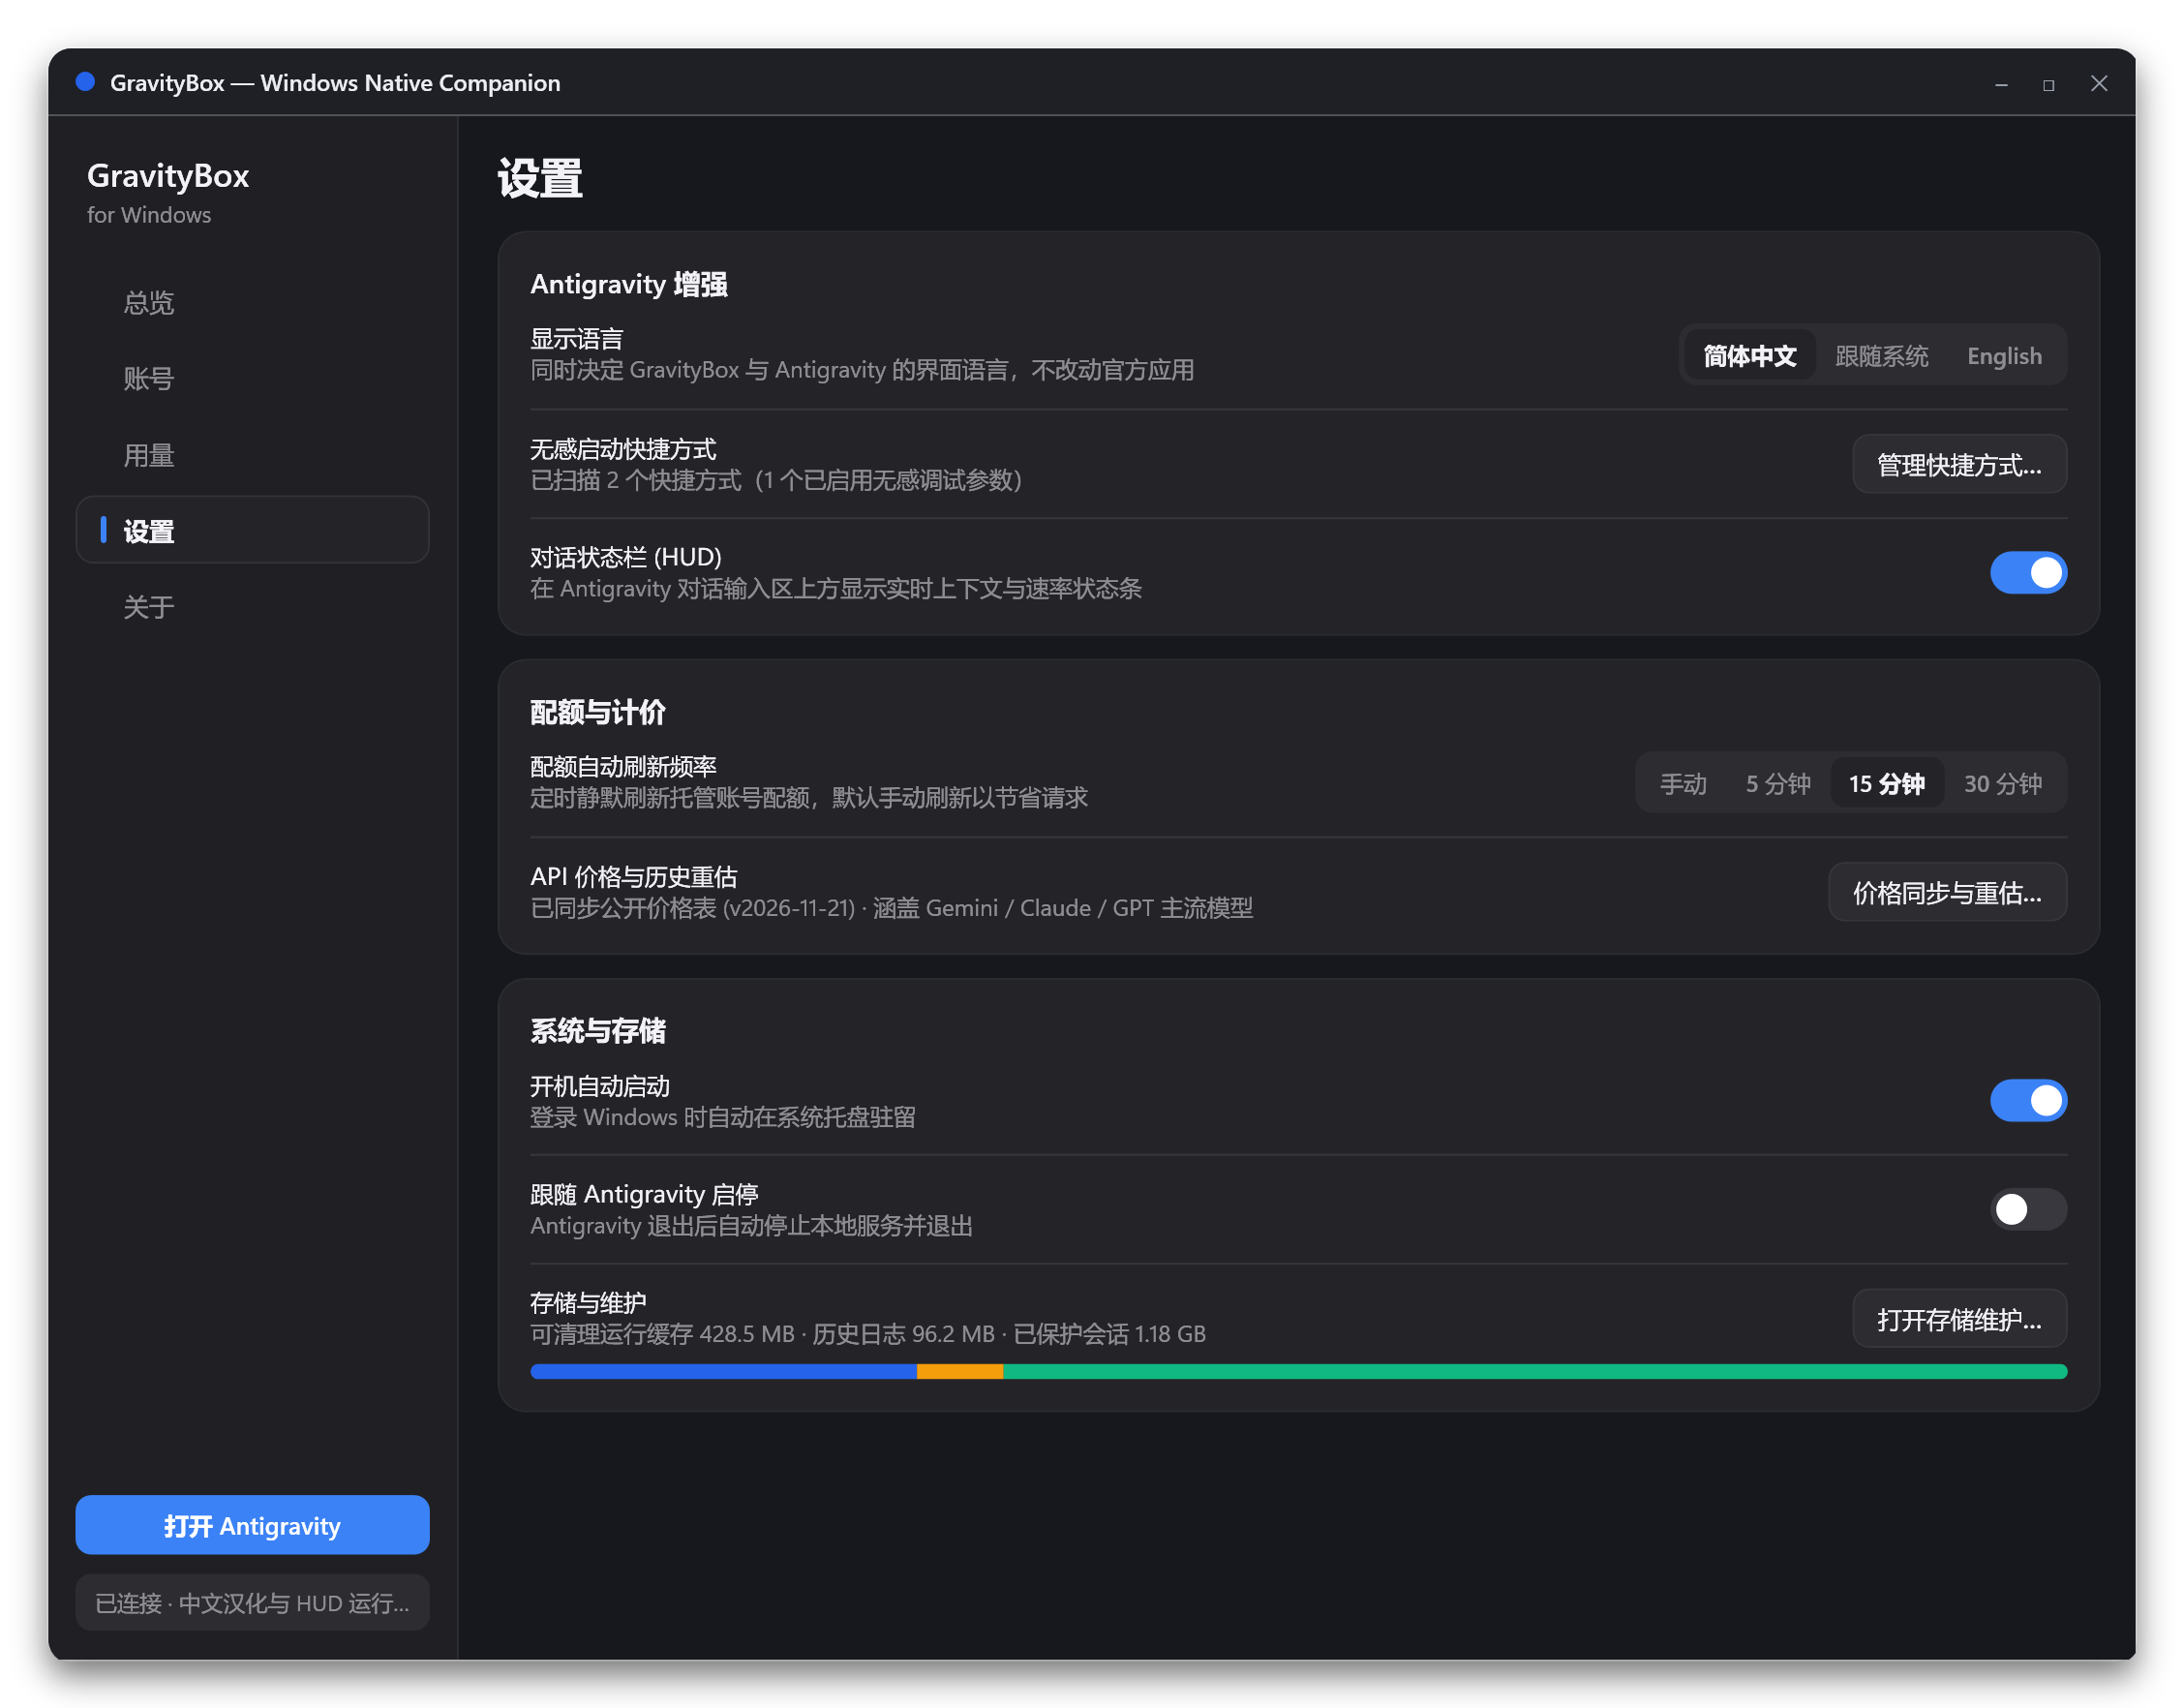 GravityBox — Windows Native Companion
GravityBox
for Windows
总览
账号
用量
设置
关于
打开 Antigravity
已连接 · 中文汉化与 HUD 运行...
设置
Antigravity 增强
显示语言
同时决定 GravityBox 与 Antigravity 的界面语言，不改动官方应用
简体中文 跟随系统 English
无感启动快捷方式
已扫描 2 个快捷方式（1 个已启用无感调试参数）
管理快捷方式...
对话状态栏 (HUD)
在 Antigravity 对话输入区上方显示实时上下文与速率状态条
配额与计价
配额自动刷新频率
定时静默刷新托管账号配额，默认手动刷新以节省请求
手动 5 分钟 15 分钟 30 分钟
API 价格与历史重估
已同步公开价格表 (v2026-11-21) · 涵盖 Gemini / Claude / GPT 主流模型
价格同步与重估...
系统与存储
开机自动启动
登录 Windows 时自动在系统托盘驻留
跟随 Antigravity 启停
Antigravity 退出后自动停止本地服务并退出
存储与维护
可清理运行缓存 428.5 MB · 历史日志 96.2 MB · 已保护会话 1.18 GB
打开存储维护...